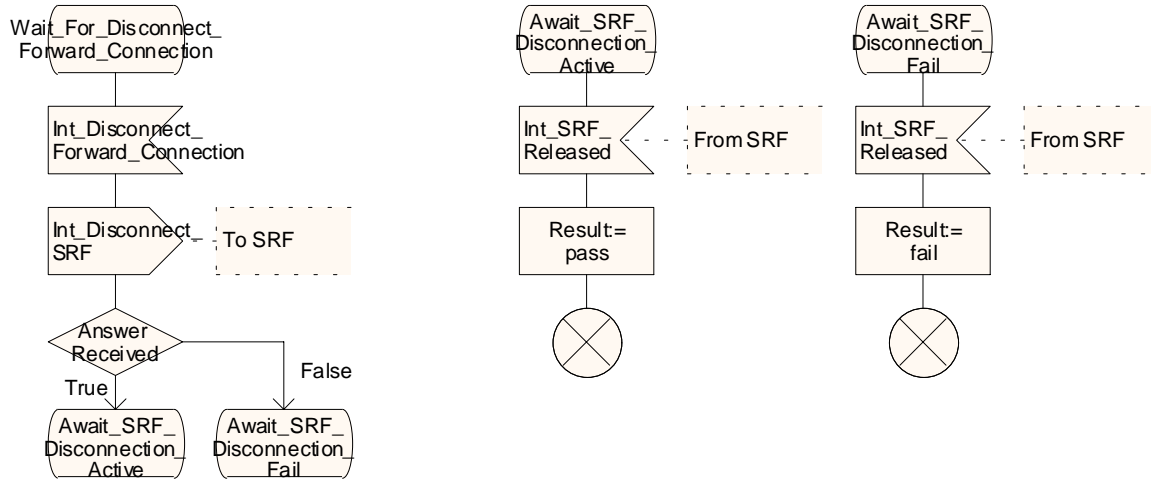 Wait_For_Disconnect_
Forward_Connection
Int_Disconnect_
Forward_Connection
Int_Disconnect_
SRF
To SRF
Answer
Received
True
False
Await_SRF_
Disconnection_
Active
Await_SRF_
Disconnection_
Fail
Await_SRF_
Disconnection_
Active
Int_SRF_
Released
From SRF
Result:=
pass
Await_SRF_
Disconnection_
Fail
Int_SRF_
Released
From SRF
Result:=
fail